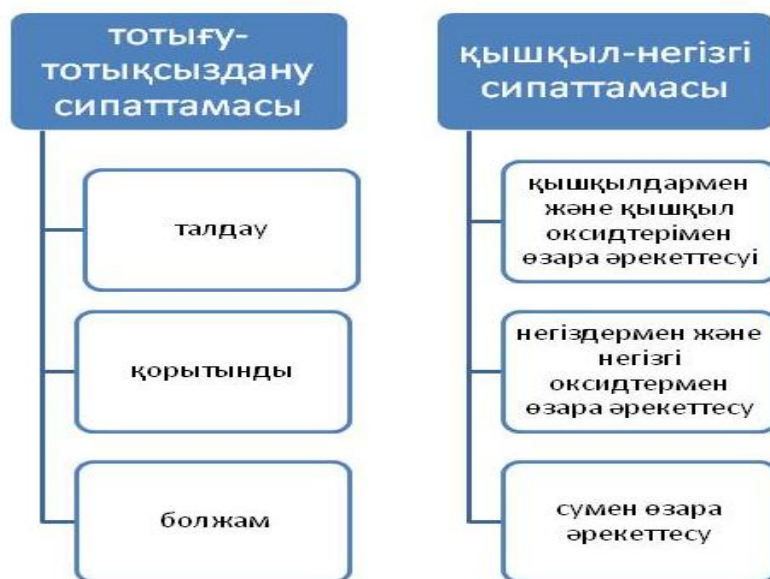 тотығу-
тотықсыздану
сипаттамасы
талдау
қорытынды
болжам
қышқыл-негізгі
сипаттамасы
қышқылдармен
және қышқыл
оксидтерімен
өзара әрекеттесуі
негіздермен және
негізгі
оксидтермен
өзара әрекеттесу
сумен өзара
әрекеттесу